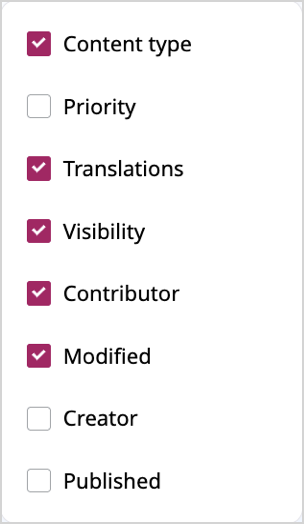 Content type
Priority
Translations
Visibility
Contributor
Modified
Creator
Published